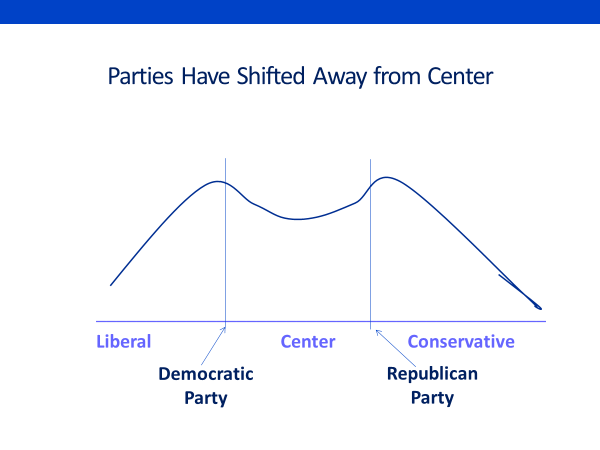 Parties Have Shifted Away from Center
Liberal
Center
Conservative
Democratic
Party
Republican
Party